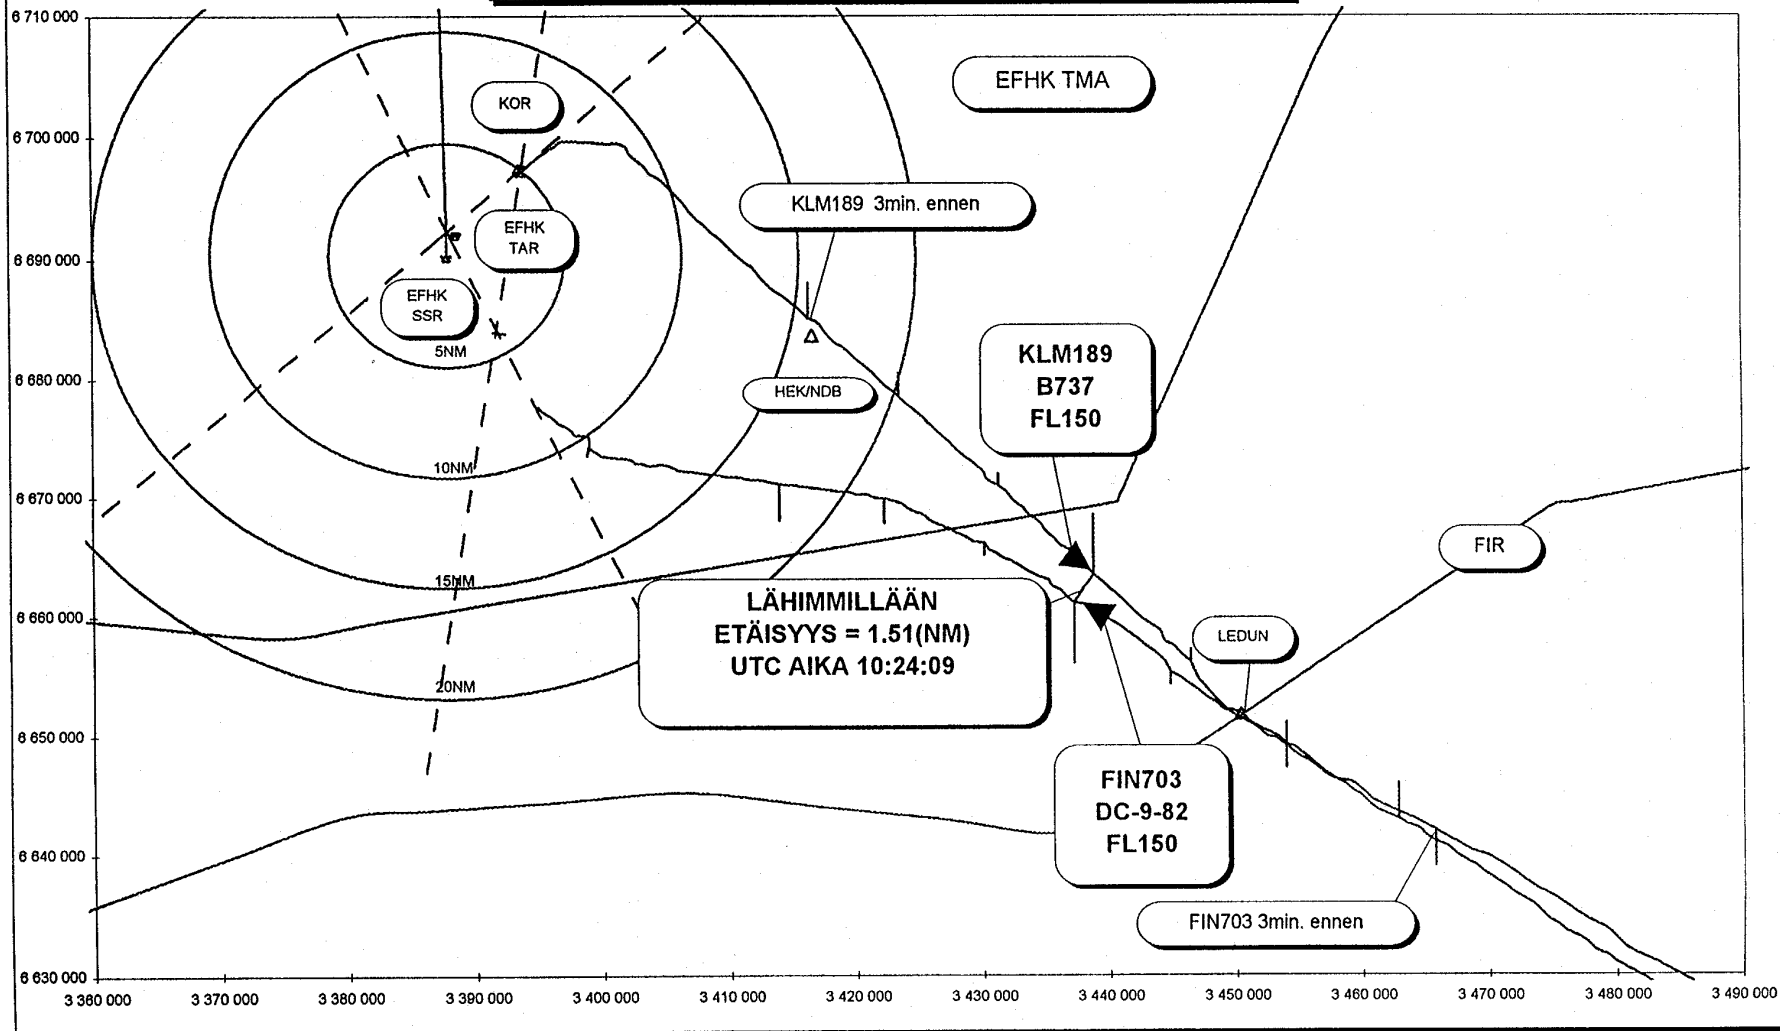 6 710 000
6 700 000
6 690 000
6 680 000
6 670 000
6 660 000
6 650 000
6 640 000
6 630 000
EFHK TMA
KOR
KLM189 3min. ennen
EFHK
TAR
EFHK
SSR
5NM
KLM189
B737
FL150
HEK/NDB
10NM
FIR
15NM
LÄHIMMILLÄÄN
ETÄISYYS = 1.51(NM)
UTC AIKA 10:24:09
LEDUN
20NM
FIN703
DC-9-82
FL150
FIN703 3min. ennen
3 360 000
3 370 000
3 380 000
3 390 000
3 400 000
3 410 000
3 420 000
3 430 000
3 440 000
3 450 000
3 460 000
3 470 000
3 480 000
3 490 000